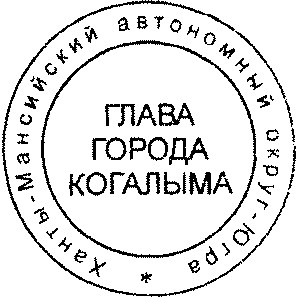 Ханты-Мансийский автономный округ-Югра *
ГЛАВА
ГОРОДА
КОГАЛЫМА